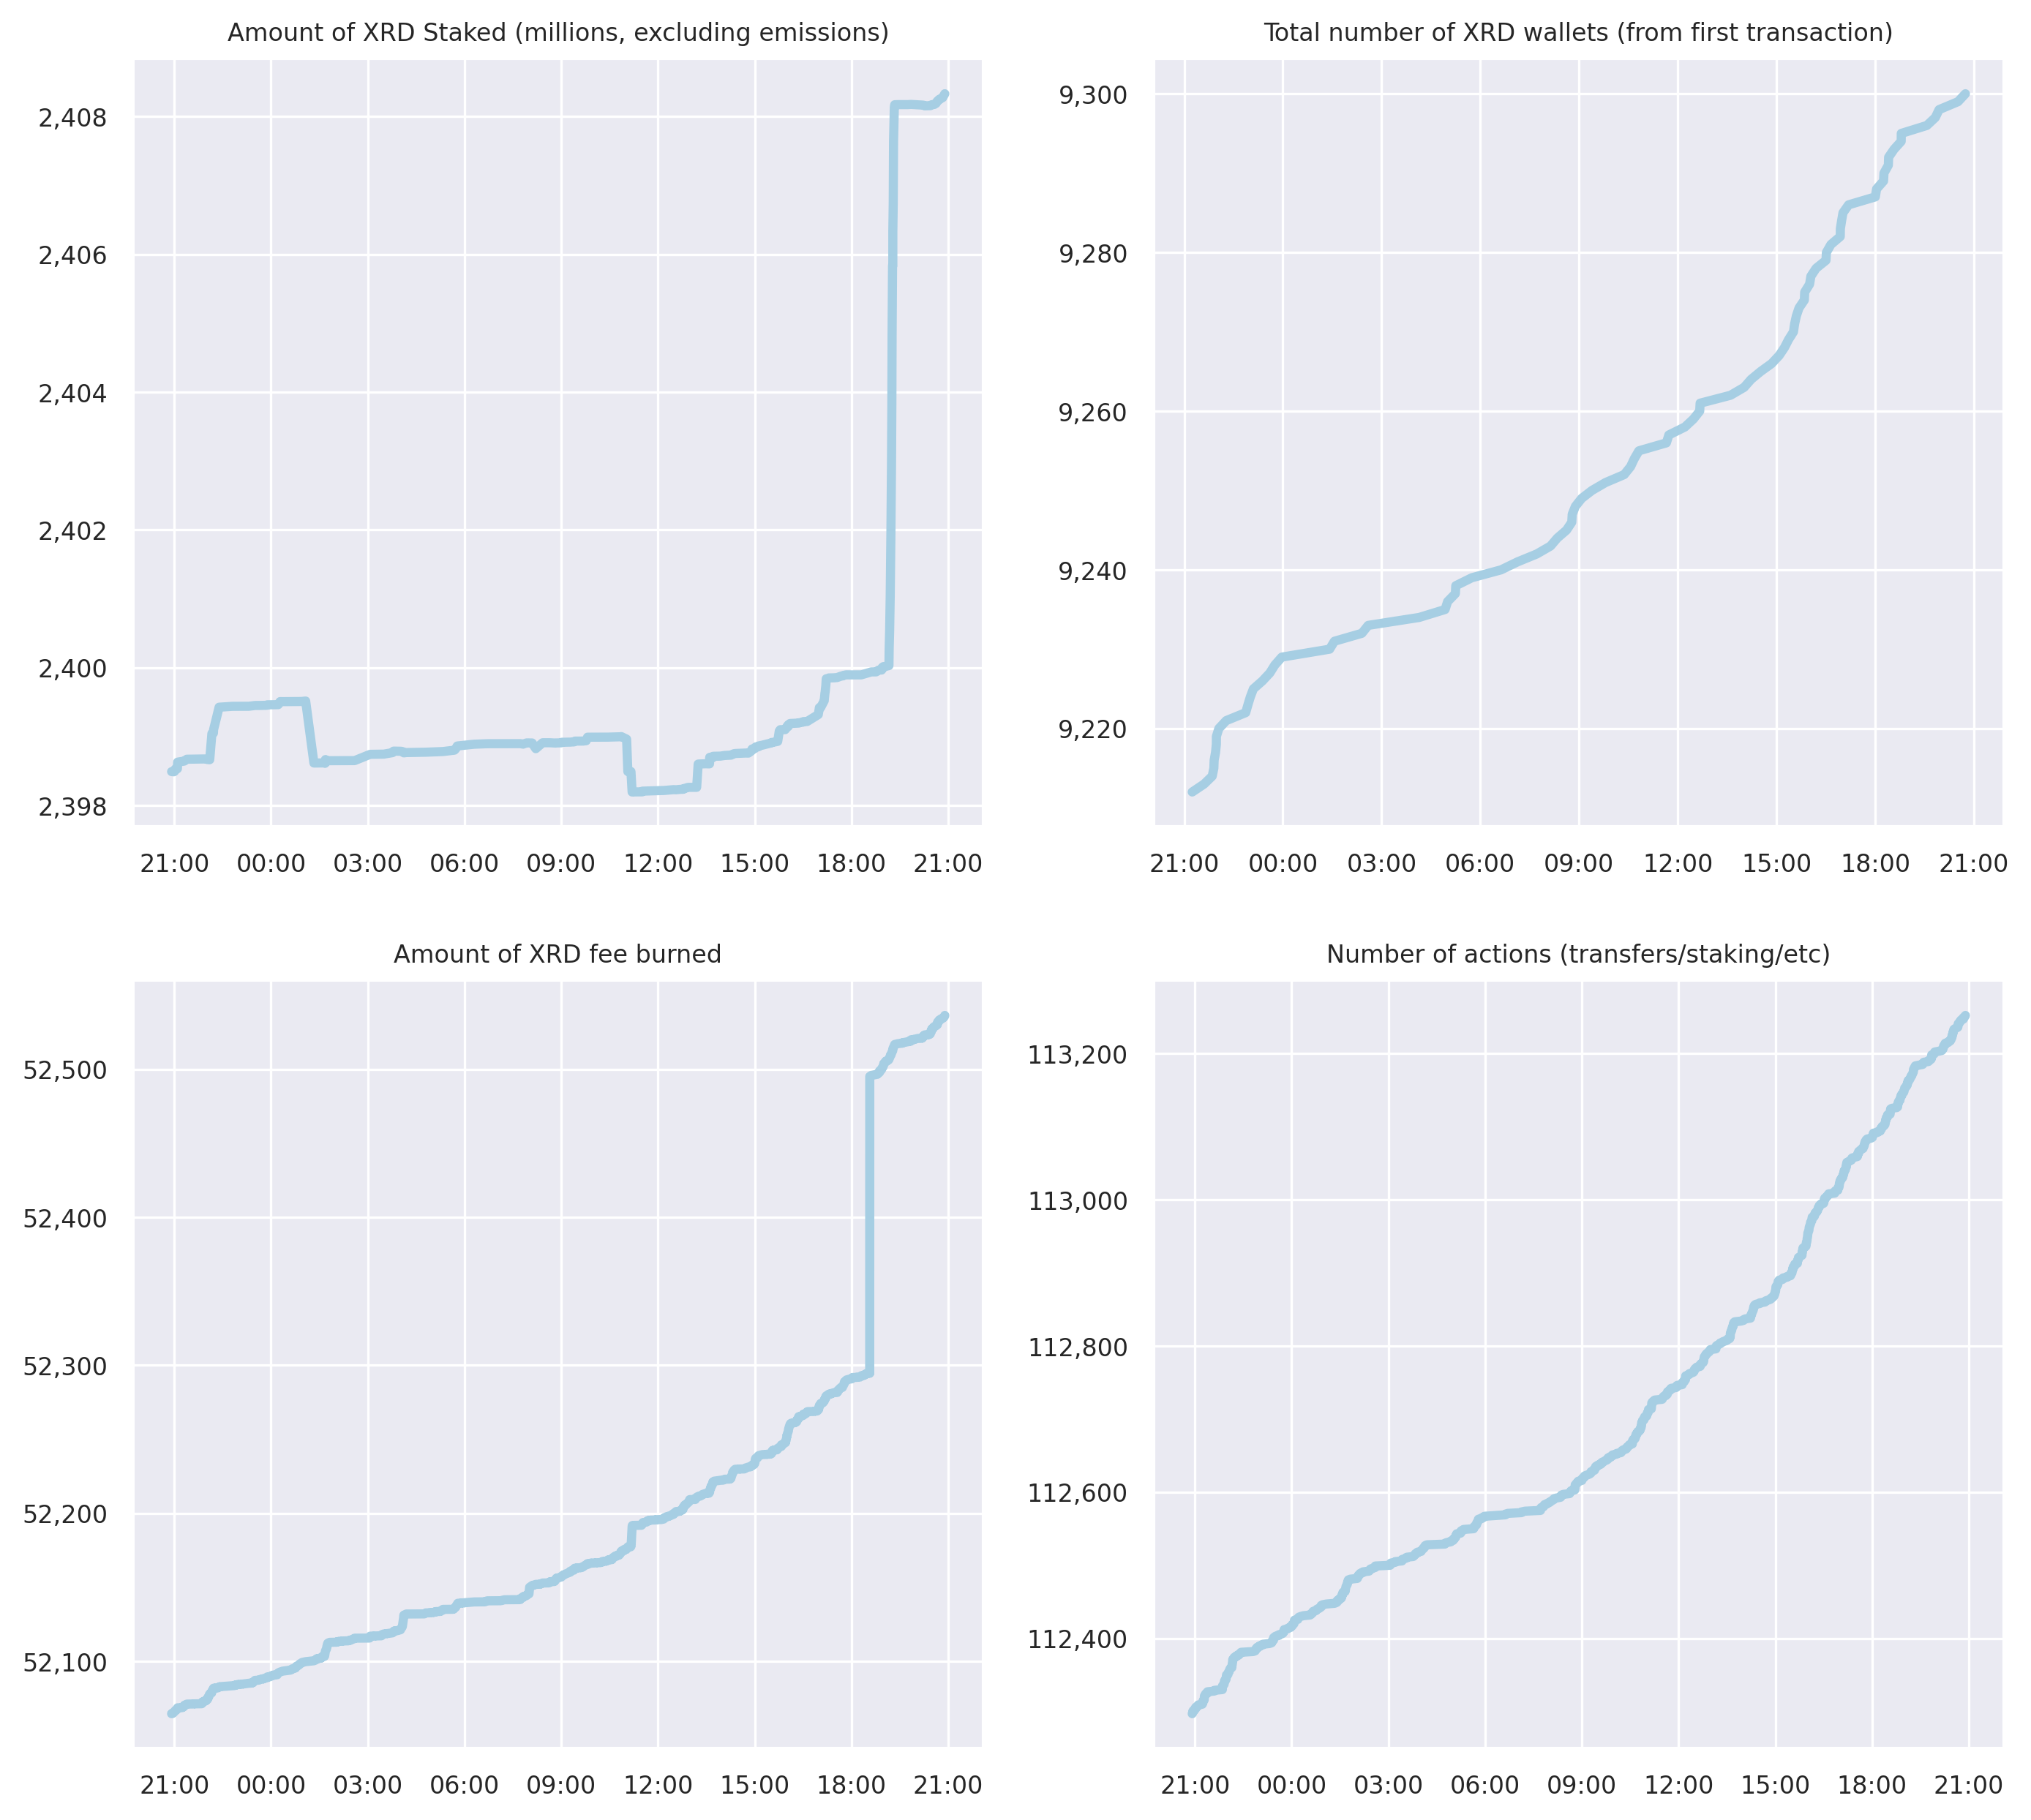 Amount of XRD Staked (millions, excluding emissions)
2,408
2,406
2,404
2,402
2,400
2,398
21:00 00:00 03:00 06:00 09:00 12:00 15:00 18:00 21:00
Total number of XRD wallets (from first transaction)
9,300
9,280
9,260
9,240
9,220
21:00 00:00 03:00 06:00 09:00 12:00 15:00 18:00 21:00
Amount of XRD fee burned
52,500
52,400
52,300
52,200
52,100
21:00 00:00 03:00 06:00 09:00 12:00 15:00 18:00 21:00
Number of actions (transfers/staking/etc)
113,200
113,000
112,800
112,600
112,400
21:00 00:00 03:00 06:00 09:00 12:00 15:00 18:00 21:00